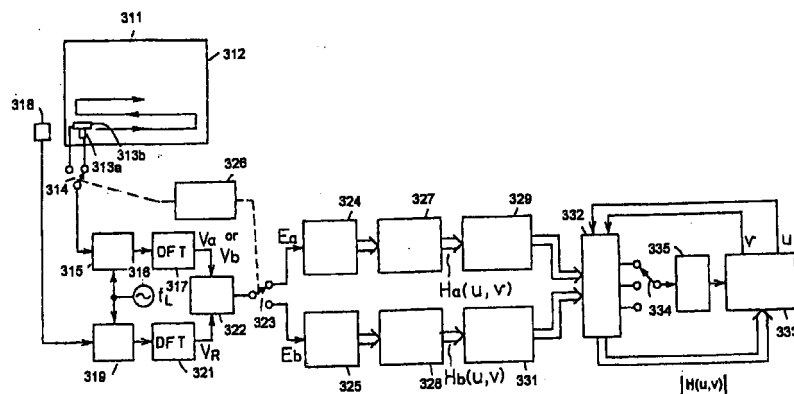 311
312
318
313b
313a
314
326
315
316
DFT
317
Va or
Vb
fL
322
319
DFT
321
VR
323
Ea
324
327
329
Ha(u, v)
Eb
325
328
Hb(u, v)
331
332
334
335
v
u
333
|H(u,v)|